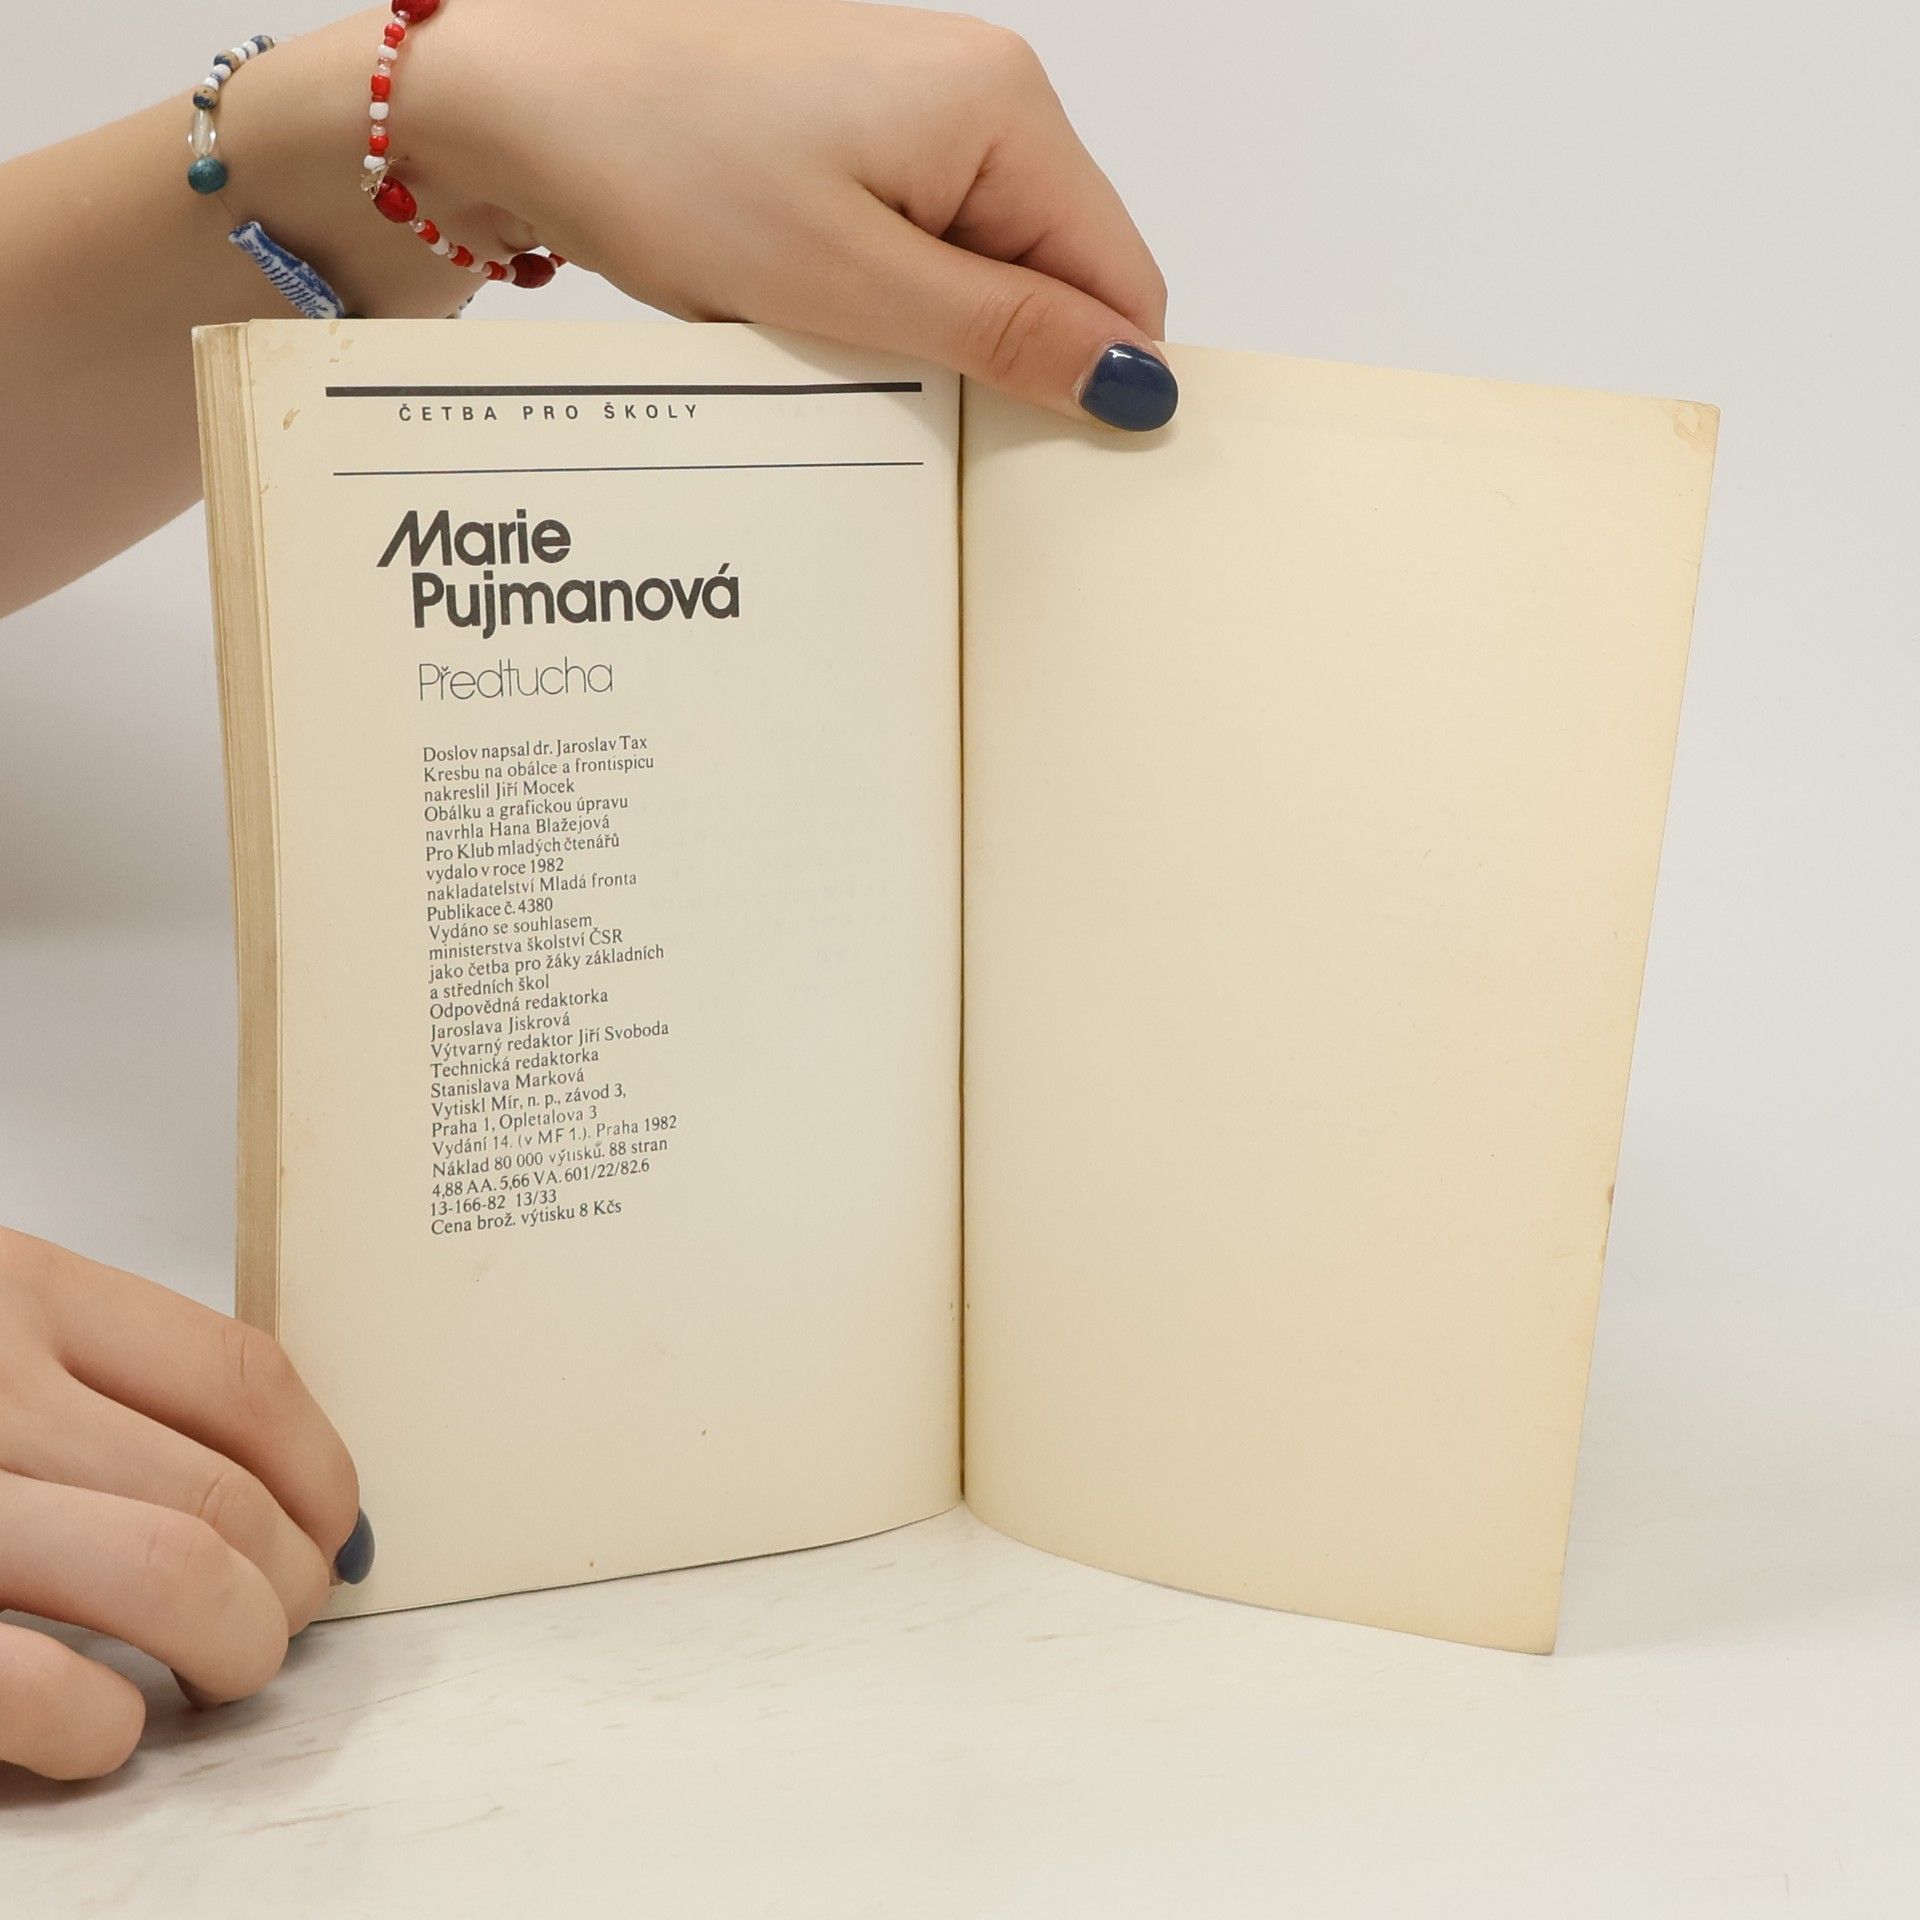 ČETBA PRO ŠKOLY
Marie
Pujmanová
Předtucha
Doslov napsal dr. Jaroslav Tax
Kresbu na obálce a frontispicu
nakreslil Jiří Mocek
Obálku a grafickou úpravu
navrhla Hana Blažejová
Pro Klub mladých čtenářů
vydalo v roce 1982
nakladatelství Mladá fronta
Publikace č. 4380
Vydáno se souhlasem
ministerstva školství ČSR
jako četba pro žáky základních
a středních škol
Odpovědná redaktorka
Jaroslava Jiskrová
Výtvarný redaktor Jiří Svoboda
Technická redaktorka
Stanislava Marková
Vytiskl Mír, n. p., závod 3,
Praha 1, Opletalova 3
Vydání 14. (v MF 1.). Praha 1982
Náklad 80 000 výtisků. 88 stran
4,88 AA. 5,66 VA. 601/22/82.6
13-166-82 13/33
Cena brož. výtisku 8 Kčs